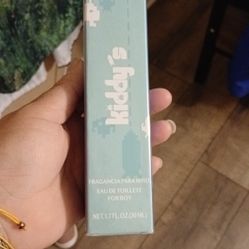 kiddy's
FRAGANCIA PARA NIÑO
EAU DE TOILETTE
FOR BOY
NET. 1.7 FL. OZ (50 ML)